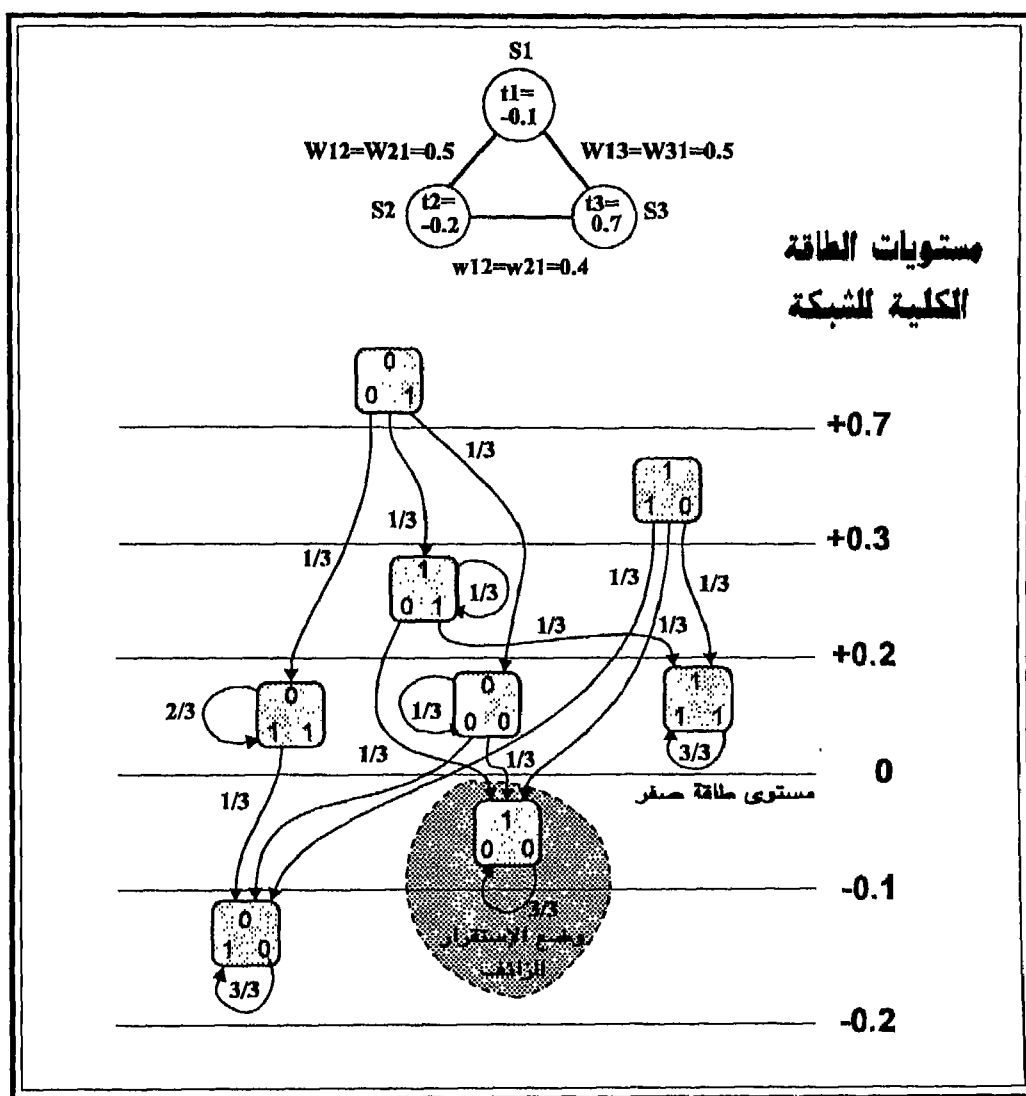 S1
t1=
-0.1
W12=W21=0.5
W13=W31=0.5
S2
t2=
-0.2
t3=
0.7
S3
w12=w21=0.4
مستويات الطاقة
الكلية للشبكة
0
0 1
+0.7
1/3
1
1 0
1/3
+0.3
1/3
1
0 1
1/3
1/3
1/3
1/3
1/3
+0.2
2/3
0
1 1
1/3
0
0 0
1
1 1
3/3
1/3
1/3
0
مستوى طاقة صفر
1/3
1
0 0
-0.1
3/3
وضع الاستقرار
الزائف
0
1 0
3/3
-0.2